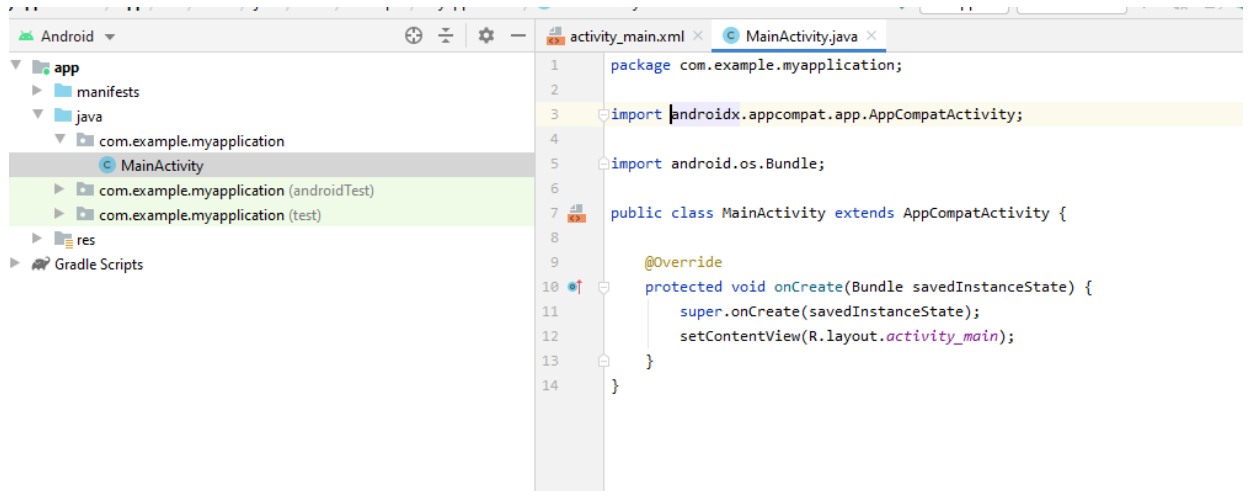 Android
app
manifests
java
com.example.myapplication
MainActivity
com.example.myapplication (androidTest)
com.example.myapplication (test)
res
Gradle Scripts
activity_main.xml
MainActivity.java
1 package com.example.myapplication;
2
3 import androidx.appcompat.app.AppCompatActivity;
4
5 import android.os.Bundle;
6
7 public class MainActivity extends AppCompatActivity {
8
9 @Override
10 protected void onCreate(Bundle savedInstanceState) {
11 super.onCreate(savedInstanceState);
12 setContentView(R.layout.activity_main);
13 }
14 }